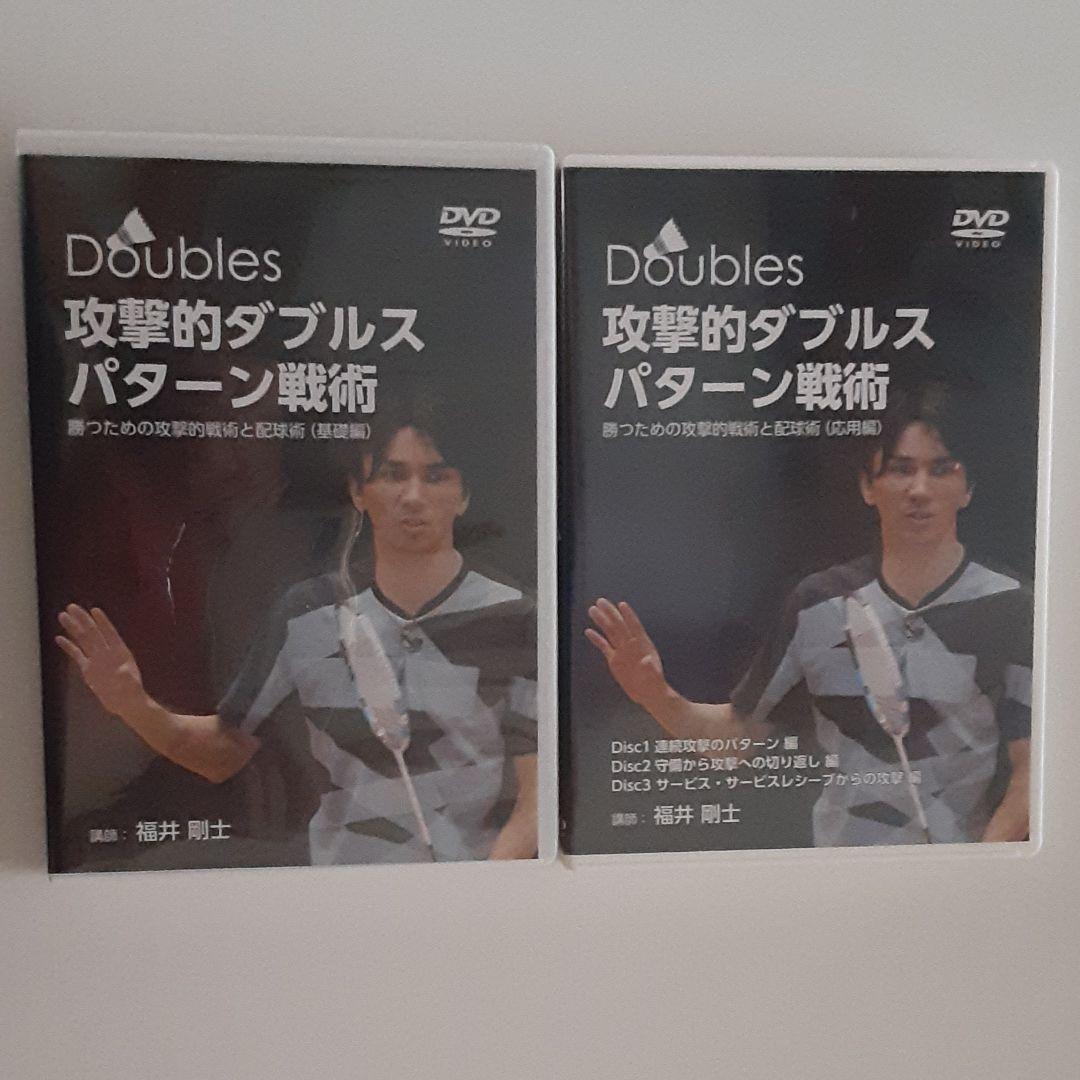 DVD
VIDEO
Doubles
攻撃的ダブルス
パターン戦術
勝つための攻撃的戦術と配球術(基礎編)
講師: 福井 剛士
DVD
VIDEO
Doubles
攻撃的ダブルス
パターン戦術
勝つための攻撃的戦術と配球術(応用編)
Disc1 連続攻撃のパターン 編
Disc2 守備から攻撃への切り返し 編
Disc3 サービス・サービスレシーブからの攻撃 編
講師: 福井 剛士